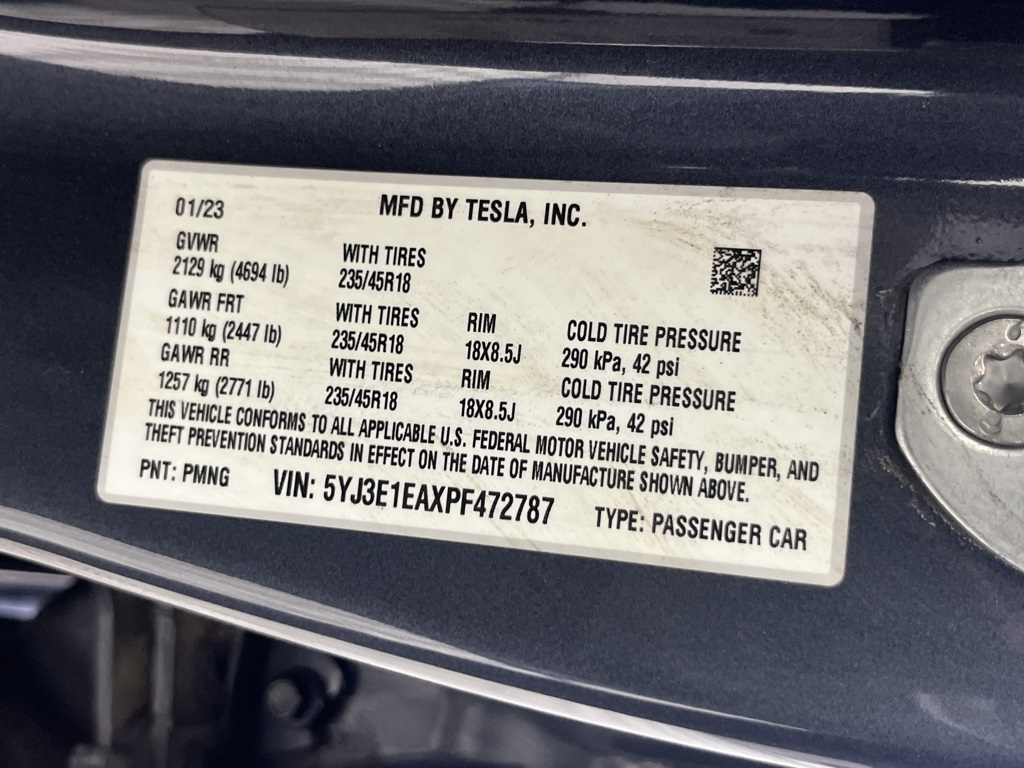 01/23 MFD BY TESLA, INC.
GVWR WITH TIRES
2129 kg (4694 lb) 235/45R18
GAWR FRT WITH TIRES RIM COLD TIRE PRESSURE
1110 kg (2447 lb) 235/45R18 18X8.5J 290 kPa, 42 psi
GAWR RR WITH TIRES RIM COLD TIRE PRESSURE
1257 kg (2771 lb) 235/45R18 18X8.5J 290 kPa, 42 psi
THIS VEHICLE CONFORMS TO ALL APPLICABLE U.S. FEDERAL MOTOR VEHICLE SAFETY, BUMPER, AND
THEFT PREVENTION STANDARDS IN EFFECT ON THE DATE OF MANUFACTURE SHOWN ABOVE.
PNT: PMNG VIN: 5YJ3E1EAXPF472787 TYPE: PASSENGER CAR